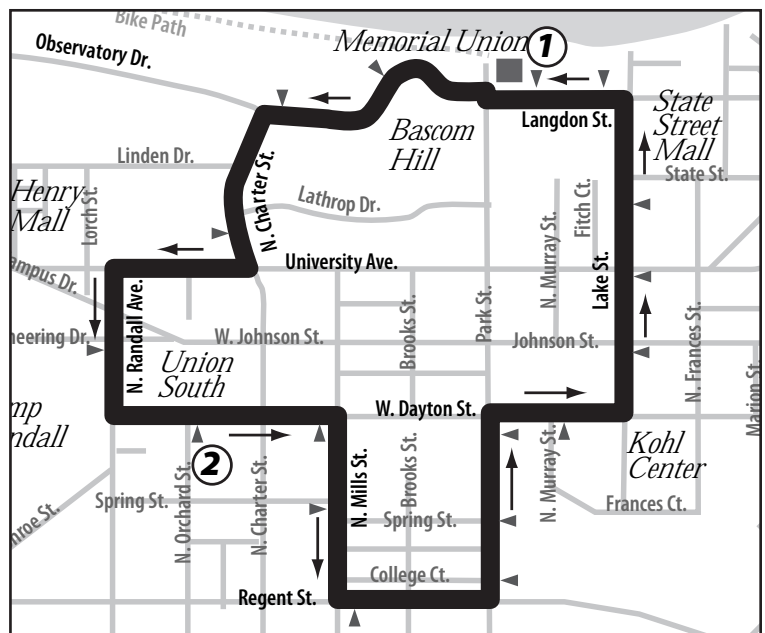 Bike Path
Observatory Dr.
Memorial Union
1
Langdon St.
State
Street
Mall
Bascom
Hill
Linden Dr.
State St.
Henry
Mall
Lorch St.
N. Charter St.
Lathrop Dr.
Fitch Ct.
N. Murray St.
University Ave.
Lake St.
ampus Dr.
N. Randall Ave.
Brooks St.
Park St.
N. Frances St.
neering Dr.
W. Johnson St.
Johnson St.
Union
South
Marion St.
mp
ndall
W. Dayton St.
2
N. Mills St.
Brooks St.
N. Murray St.
Kohl
Center
N. Orchard St.
N. Charter St.
Spring St.
Frances Ct.
nroe St.
Spring St.
College Ct.
Regent St.